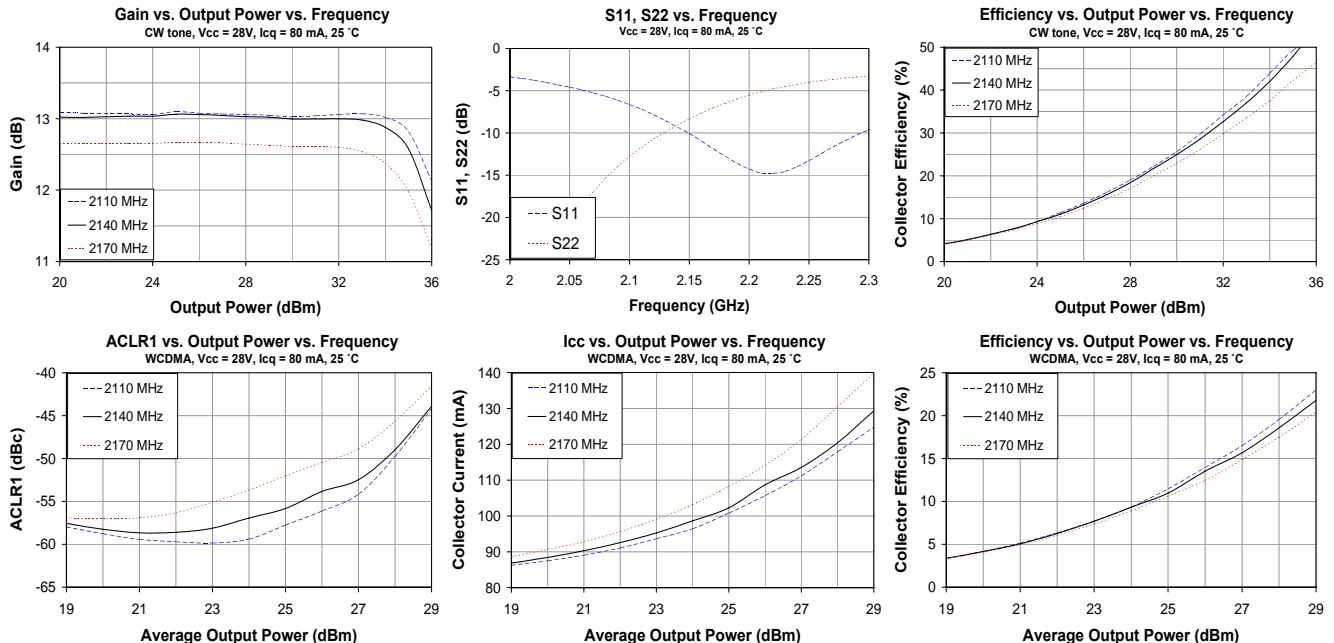 Gain vs. Output Power vs. Frequency
CW tone, Vcc = 28V, Icq = 80 mA, 25 ˚C
14
13
12
11
Gain (dB)
2110 MHz
2140 MHz
2170 MHz
20 24 28 32 36
Output Power (dBm)
S11, S22 vs. Frequency
Vcc = 28V, Icq = 80 mA, 25 ˚C
0
-5
-10
-15
-20
-25
S11, S22 (dB)
S11
S22
2 2.05 2.1 2.15 2.2 2.25 2.3
Frequency (GHz)
Efficiency vs. Output Power vs. Frequency
CW tone, Vcc = 28V, Icq = 80 mA, 25 ˚C
50
40
30
20
10
0
Collector Efficiency (%)
2110 MHz
2140 MHz
2170 MHz
20 24 28 32 36
Output Power (dBm)
ACLR1 vs. Output Power vs. Frequency
WCDMA, Vcc = 28V, Icq = 80 mA, 25 ˚C
-40
-45
-50
-55
-60
-65
ACLR1 (dBc)
2110 MHz
2140 MHz
2170 MHz
19 21 23 25 27 29
Average Output Power (dBm)
Icc vs. Output Power vs. Frequency
WCDMA, Vcc = 28V, Icq = 80 mA, 25 ˚C
140
130
120
110
100
90
80
Collector Current (mA)
2110 MHz
2140 MHz
2170 MHz
19 21 23 25 27 29
Average Output Power (dBm)
Efficiency vs. Output Power vs. Frequency
WCDMA, Vcc = 28V, Icq = 80 mA, 25 ˚C
25
20
15
10
5
0
Collector Efficiency (%)
2110 MHz
2140 MHz
2170 MHz
19 21 23 25 27 29
Average Output Power (dBm)